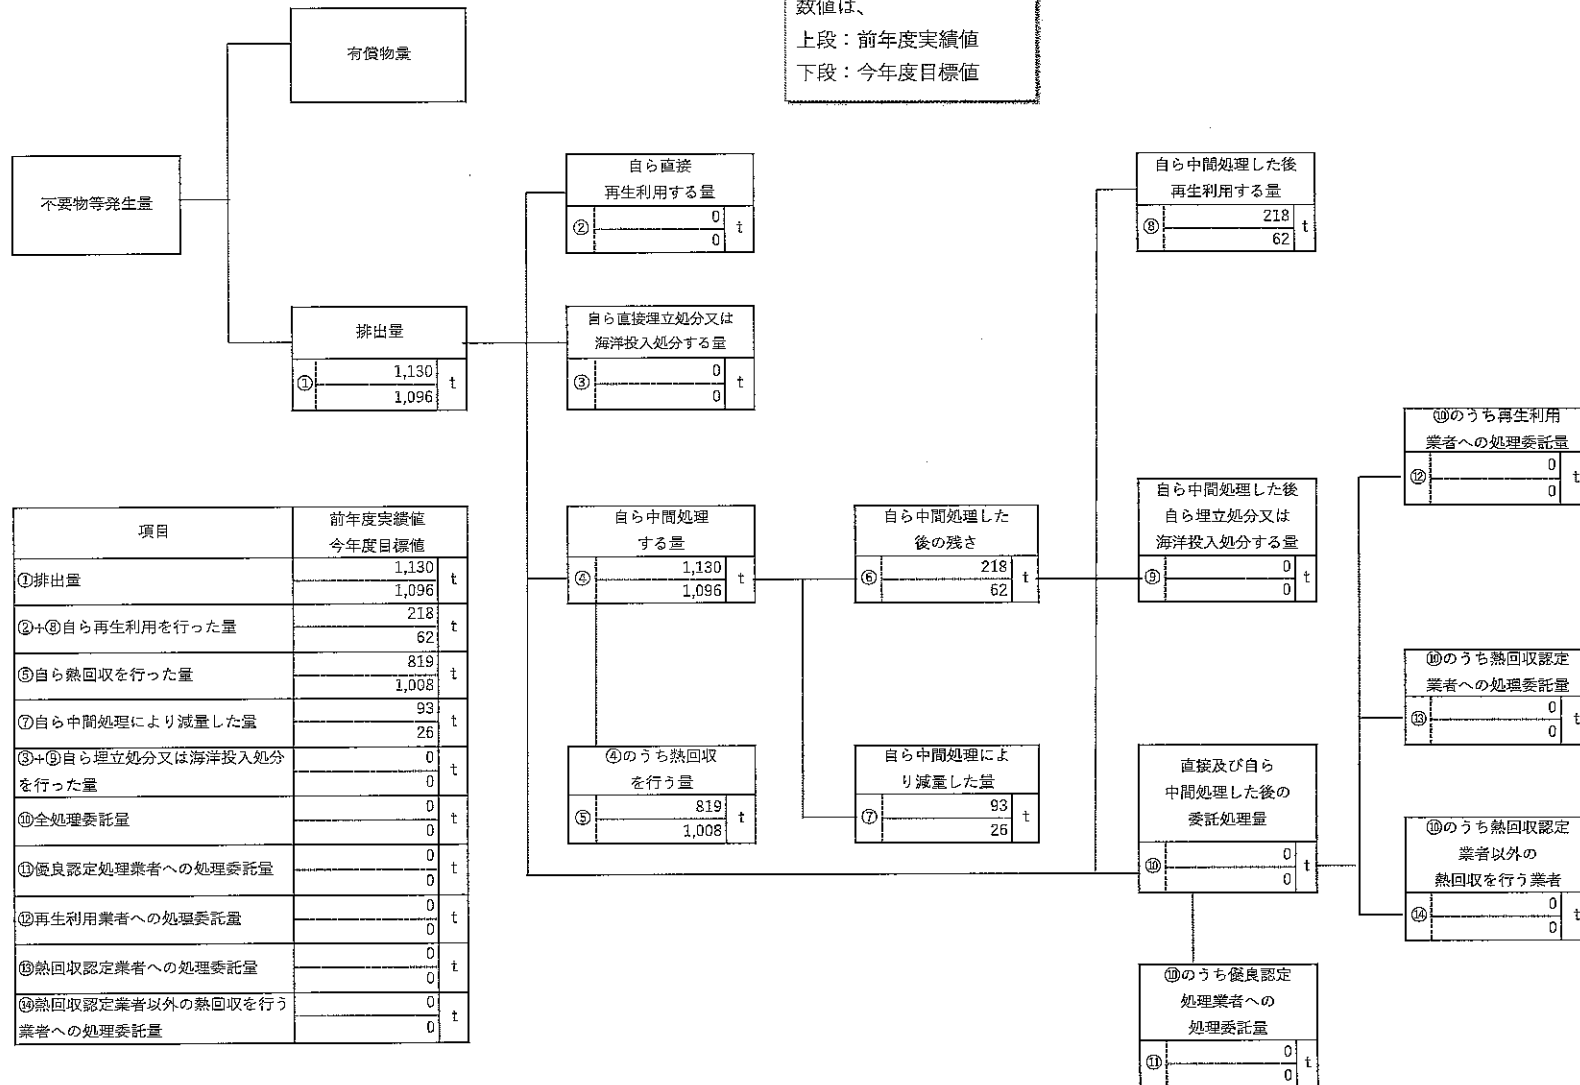 数値は、
上段：前年度実績値
下段：今年度目標値
有償物量
不要物等発生量
排出量
①
1,130
1,096
t
自ら直接
再生利用する量
②
0
0
t
自ら直接埋立処分又は
海洋投入処分する量
③
0
0
t
自ら中間処理
する量
④
1,130
1,096
t
④のうち熱回収
を行う量
⑤
819
1,008
t
自ら中間処理した
後の残さ
⑥
218
62
t
自ら中間処理によ
り減量した量
⑦
93
26
t
自ら中間処理した後
再生利用する量
⑧
218
62
t
自ら中間処理した後
自ら埋立処分又は
海洋投入処分する量
⑨
0
0
t
直接及び自ら
中間処理した後の
委託処理量
⑩
0
0
t
⑩のうち優良認定
処理業者への
処理委託量
⑪
0
0
t
⑩のうち再生利用
業者への処理委託量
⑫
0
0
t
⑩のうち熱回収認定
業者への処理委託量
⑬
0
0
t
⑩のうち熱回収認定
業者以外の
熱回収を行う業者
⑭
0
0
t
項目
前年度実績値
今年度目標値
①排出量
1,130
1,096
t
②+⑧自ら再生利用を行った量
218
62
t
⑤自ら熱回収を行った量
819
1,008
t
⑦自ら中間処理により減量した量
93
26
t
③+⑨自ら埋立処分又は海洋投入処分
を行った量
0
0
t
⑩全処理委託量
0
0
t
⑪優良認定処理業者への処理委託量
0
0
t
⑫再生利用業者への処理委託量
0
0
t
⑬熱回収認定業者への処理委託量
0
0
t
⑭熱回収認定業者以外の熱回収を行う
業者への処理委託量
0
0
t